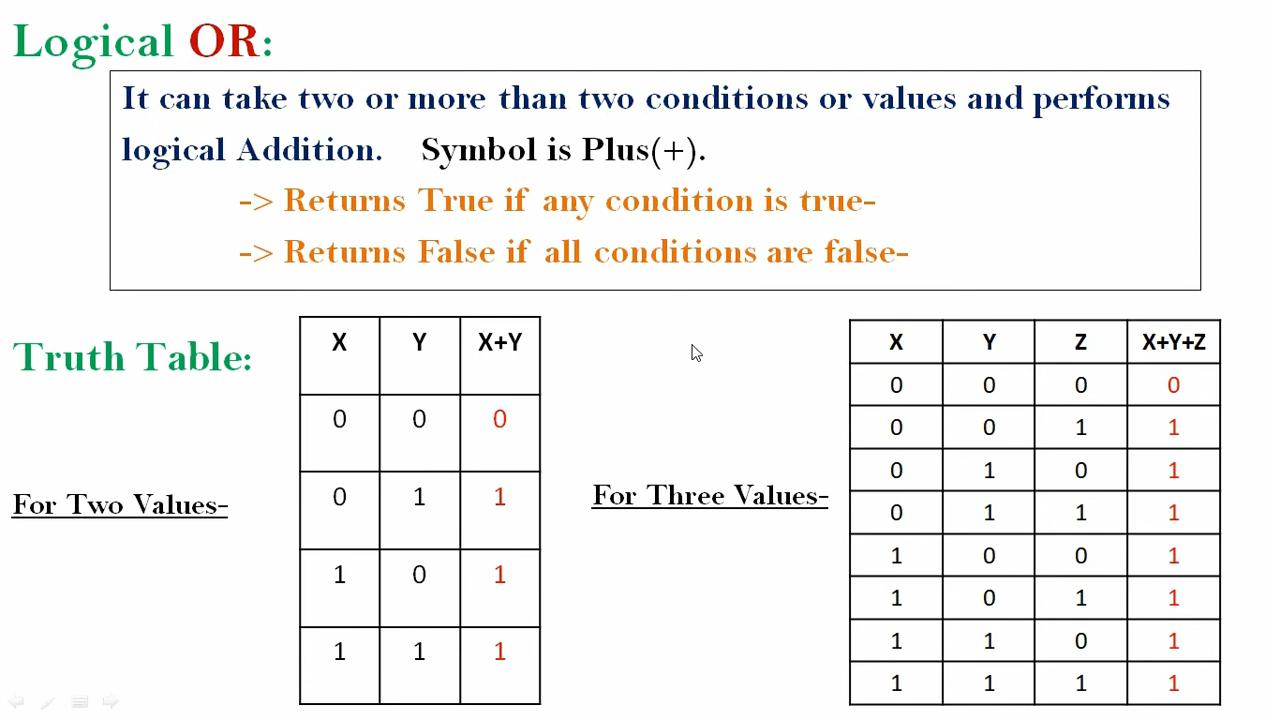 Logical OR:
It can take two or more than two conditions or values and performs
logical Addition. Symbol is Plus(+).
-> Returns True if any condition is true-
-> Returns False if all conditions are false-
Truth Table:
For Two Values-
X Y X+Y
0 0 0
0 1 1
1 0 1
1 1 1
For Three Values-
X Y Z X+Y+Z
0 0 0 0
0 0 1 1
0 1 0 1
0 1 1 1
1 0 0 1
1 0 1 1
1 1 0 1
1 1 1 1